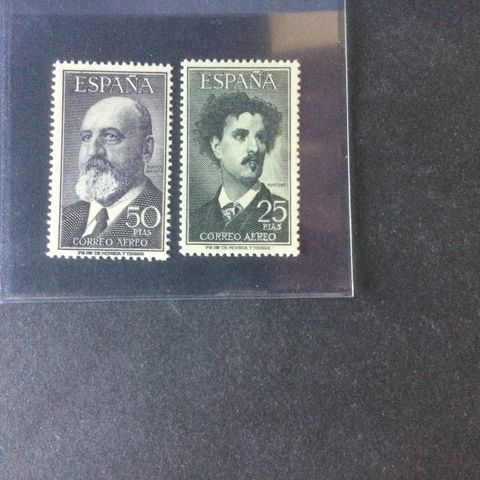 ESPAÑA
50
PTAS
CORREO AEREO
ESPAÑA
FORTUNY
25
PTAS
CORREO AEREO